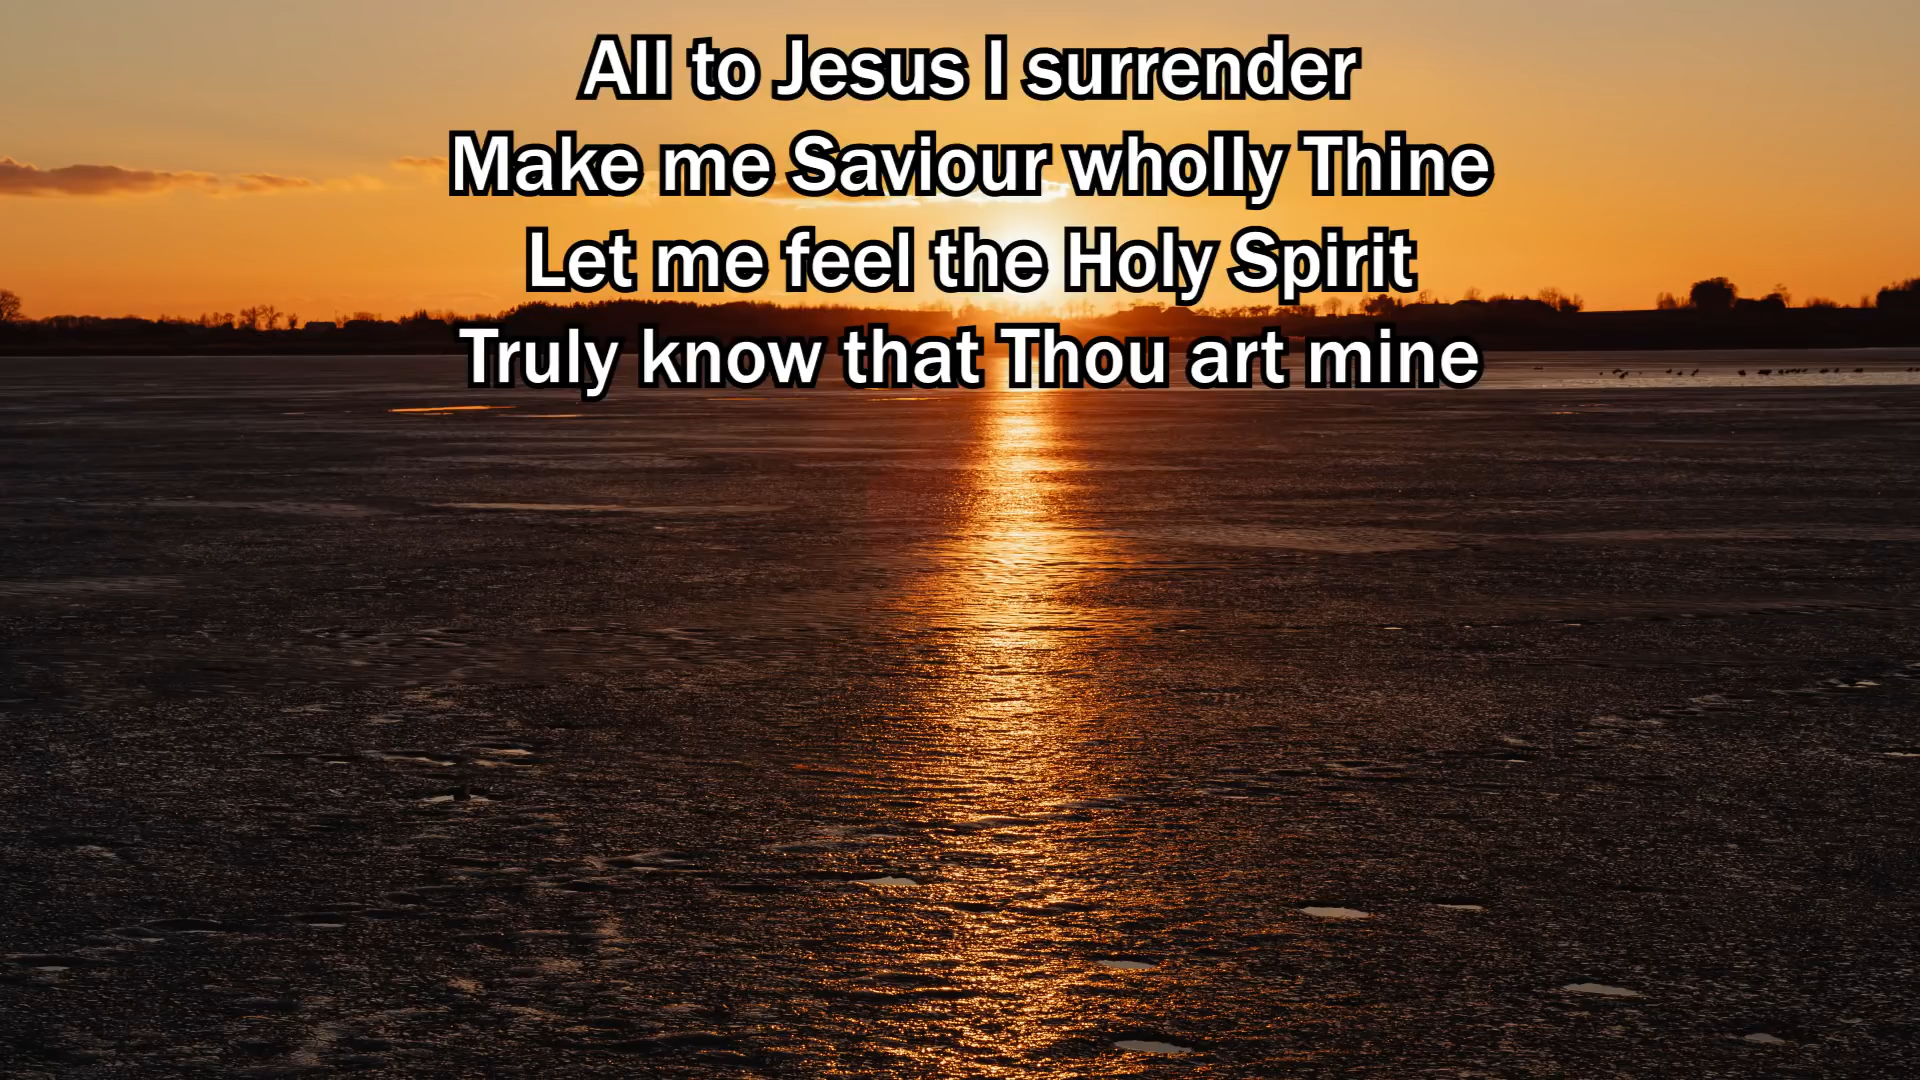 All to Jesus I surrender
Make me Saviour wholly Thine
Let me feel the Holy Spirit
Truly know that Thou art mine